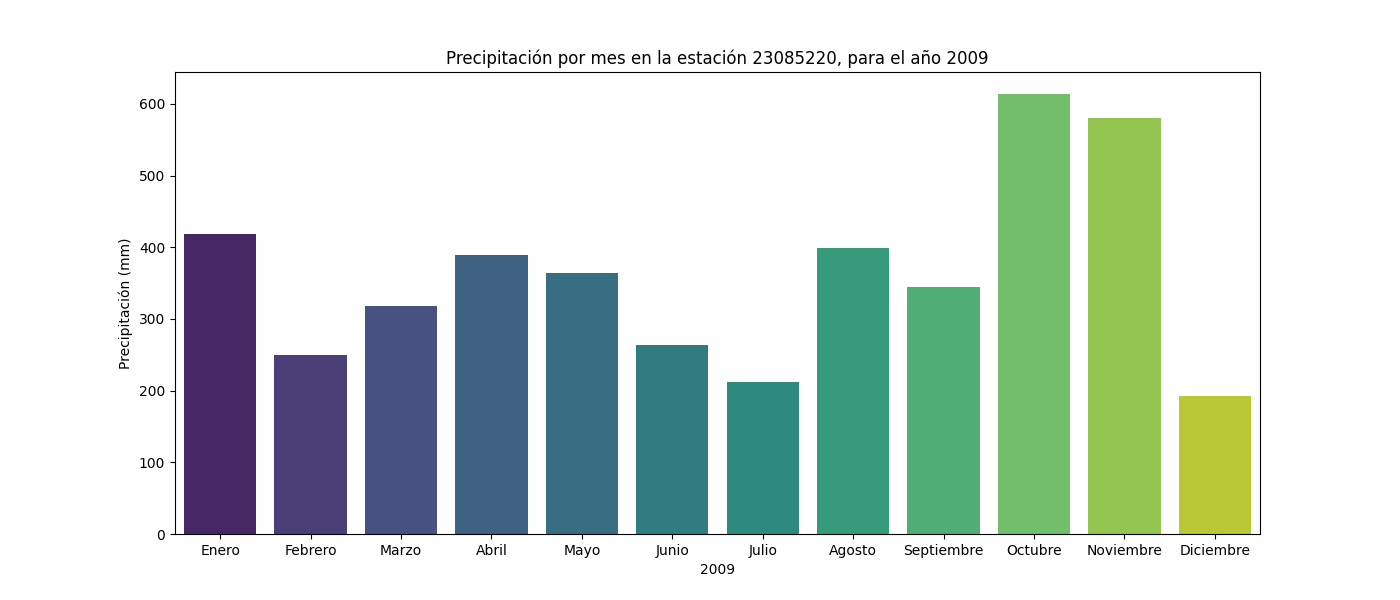 Precipitación por mes en la estación 23085220, para el año 2009
Precipitación (mm)
600
500
400
300
200
100
0
Enero Febrero Marzo Abril Mayo Junio Julio Agosto Septiembre Octubre Noviembre Diciembre
2009